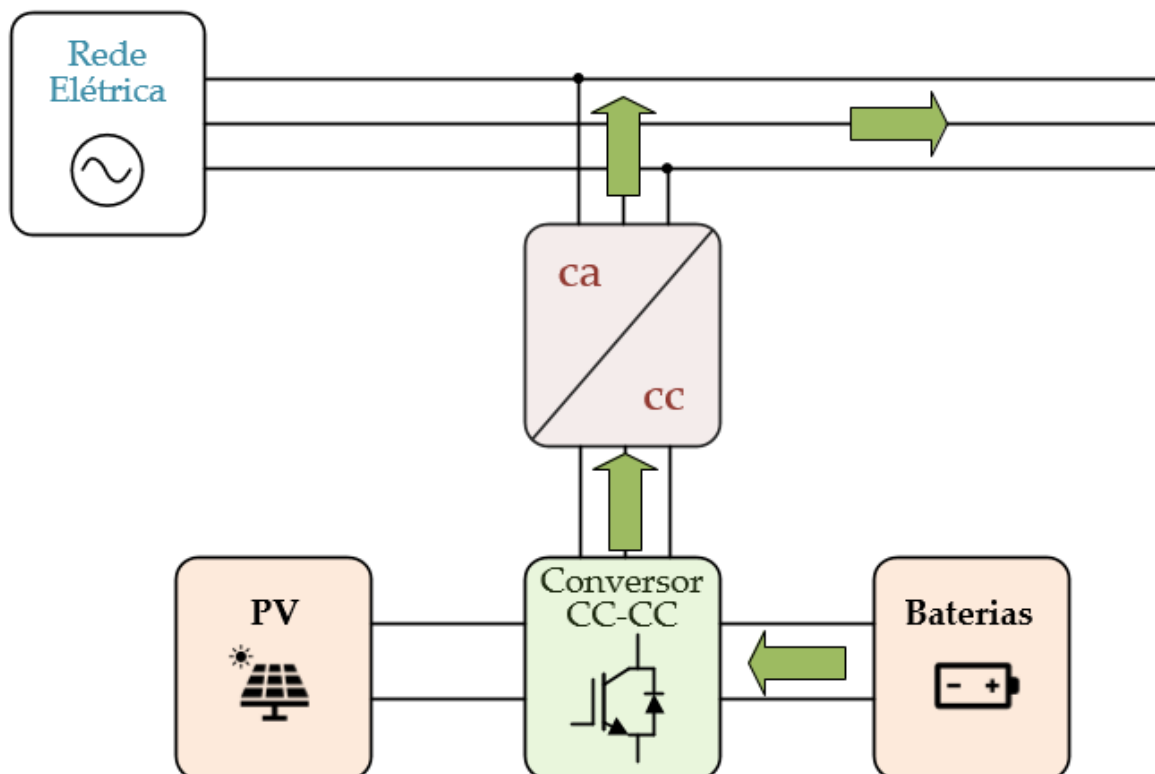 Rede
Elétrica
ca
cc
PV
Conversor
CC-CC
Baterias